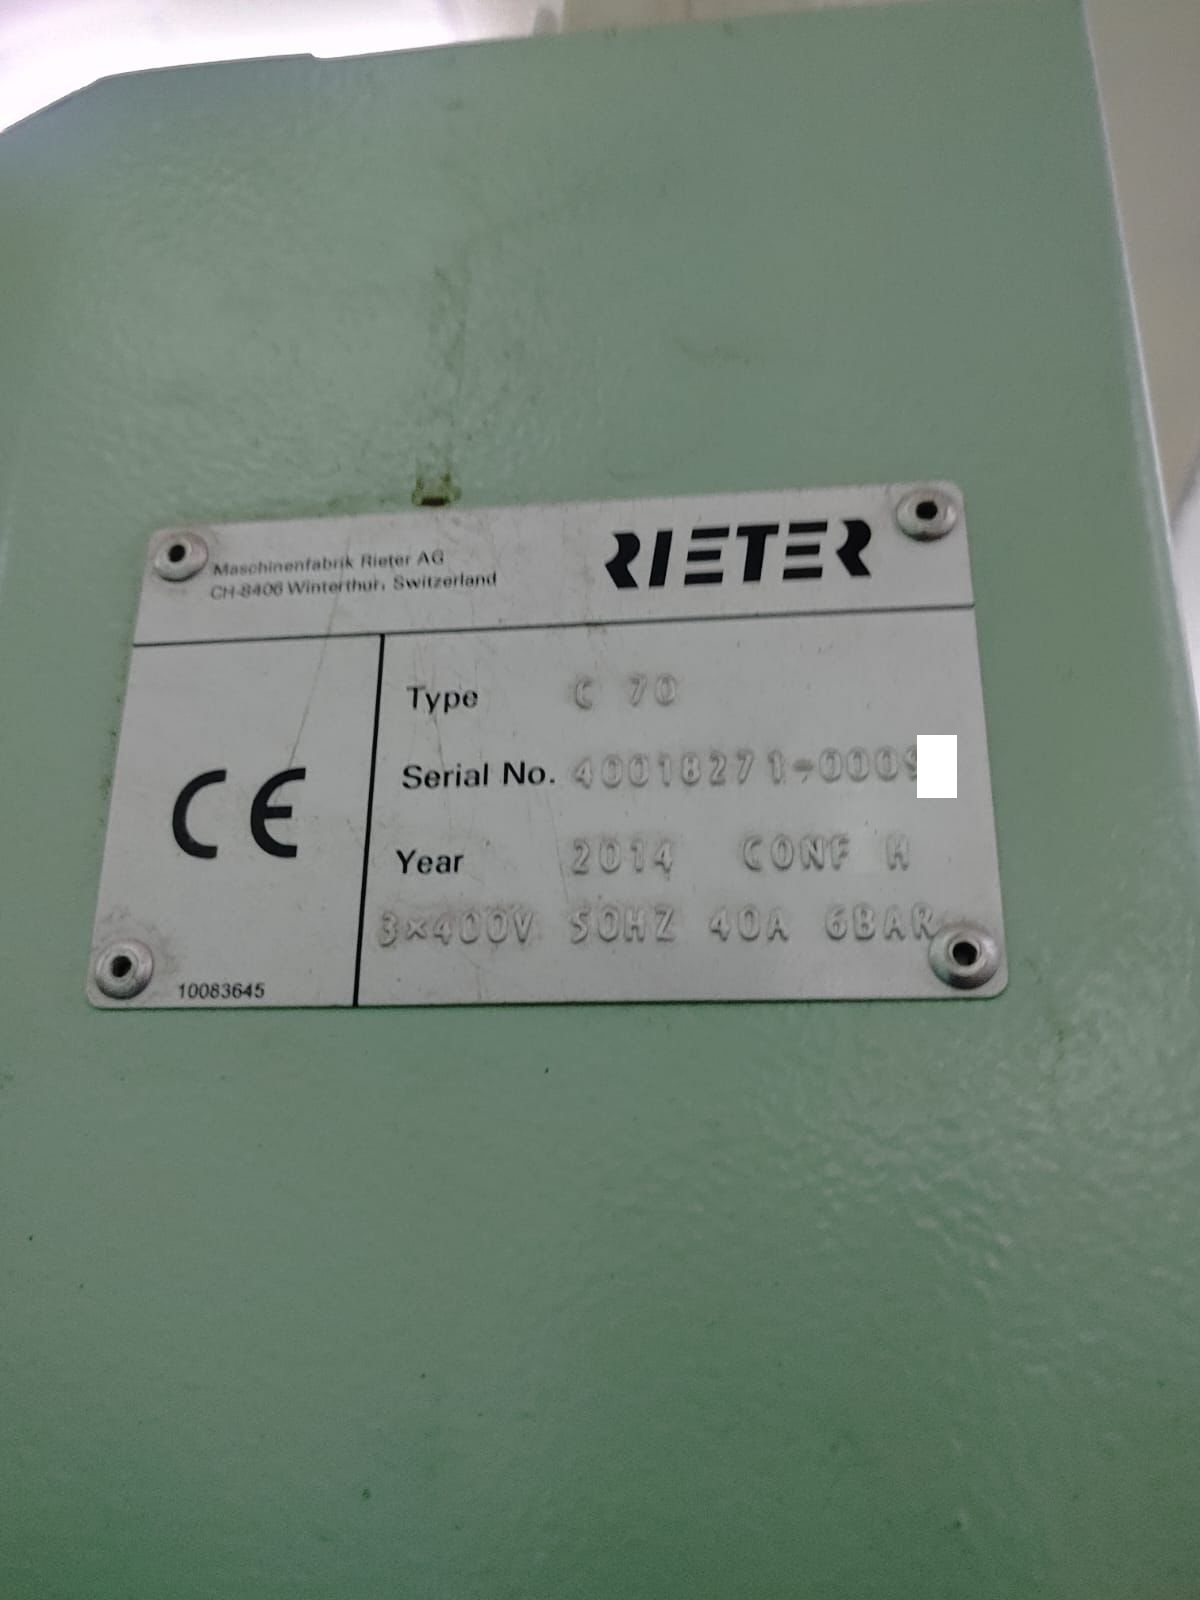 Maschinenfabrik Rieter AG
CH-8406 Winterthur, Switzerland
RIETER
Type C 70
Serial No. 40018271-0009
Year 2014 CONF H
3×400V 50HZ 40A 6BAR
CE
10083645